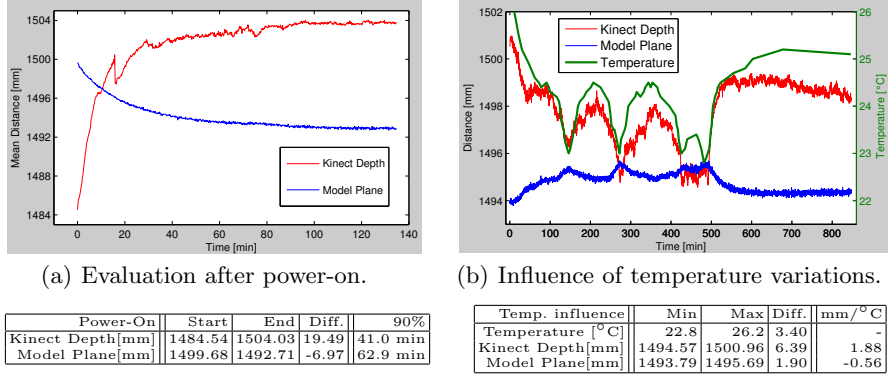 1504
1500
1496
1492
1488
1484
Mean Distance [mm]
0 20 40 60 80 100 120 140
Time [min]
Kinect Depth
Model Plane
1502
1500
1498
1496
1494
Distance [mm]
26
25
24
23
22
Temperature [°C]
0 100 200 300 400 500 600 700 800
Time [min]
Kinect Depth
Model Plane
Temperature
(a) Evaluation after power-on.
(b) Influence of temperature variations.
Power-On Start End Diff. 90%
Kinect Depth[mm] 1484.54 1504.03 19.49 41.0 min
Model Plane[mm] 1499.68 1492.71 -6.97 62.9 min
Temp. influence Min Max Diff. mm/°C
Temperature [°C] 22.8 26.2 3.40 -
Kinect Depth[mm] 1494.57 1500.96 6.39 1.88
Model Plane[mm] 1493.79 1495.69 1.90 -0.56